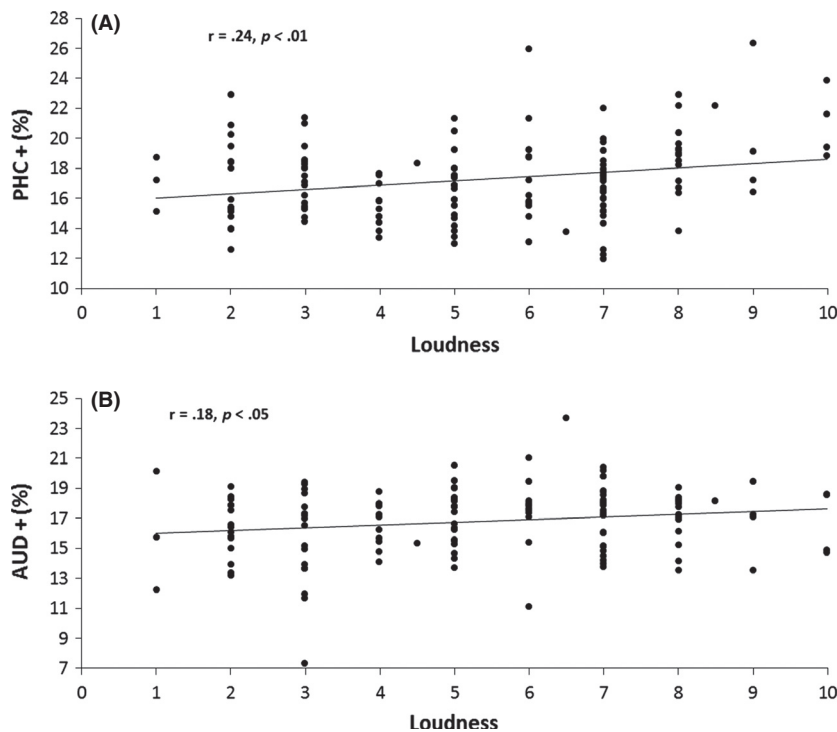 (A)
r = .24, p < .01
PHC + (%)
28
26
24
22
20
18
16
14
12
10
0 1 2 3 4 5 6 7 8 9 10
Loudness
(B)
r = .18, p < .05
AUD + (%)
25
23
21
19
17
15
13
11
9
7
0 1 2 3 4 5 6 7 8 9 10
Loudness